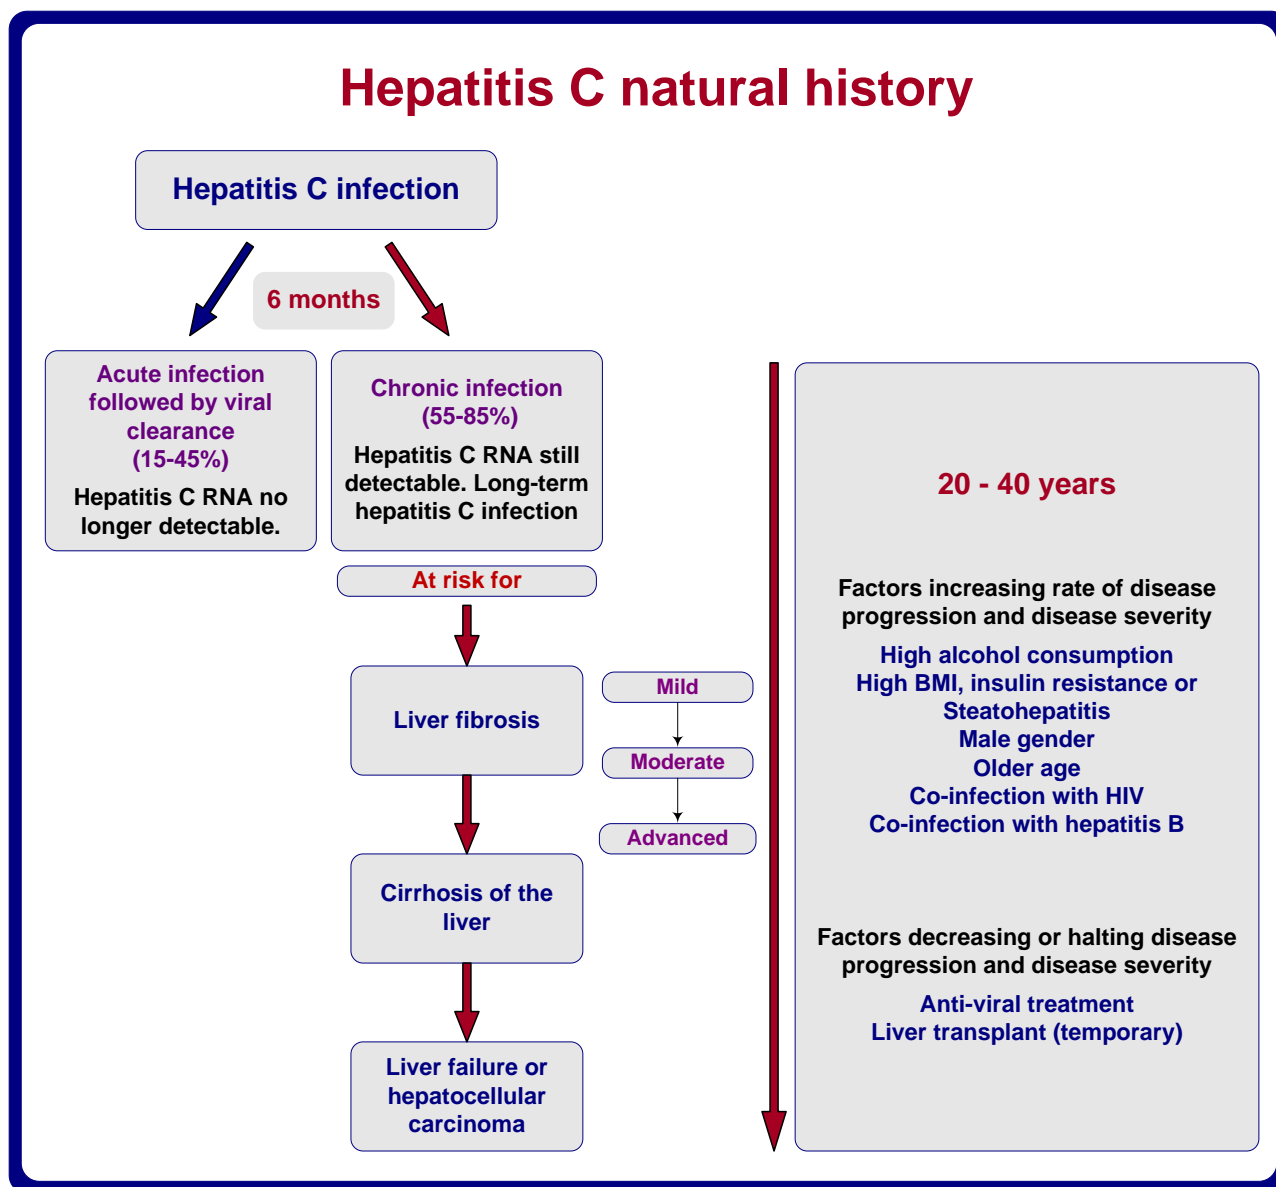 Hepatitis C natural history
Hepatitis C infection
6 months
Acute infection
followed by viral
clearance
(15-45%)
Hepatitis C RNA no
longer detectable.
Chronic infection
(55-85%)
Hepatitis C RNA still
detectable. Long-term
hepatitis C infection
At risk for
Liver fibrosis
Mild
Moderate
Advanced
Cirrhosis of the
liver
Liver failure or
hepatocellular
carcinoma
20 - 40 years
Factors increasing rate of disease
progression and disease severity
High alcohol consumption
High BMI, insulin resistance or
Steatohepatitis
Male gender
Older age
Co-infection with HIV
Co-infection with hepatitis B
Factors decreasing or halting disease
progression and disease severity
Anti-viral treatment
Liver transplant (temporary)